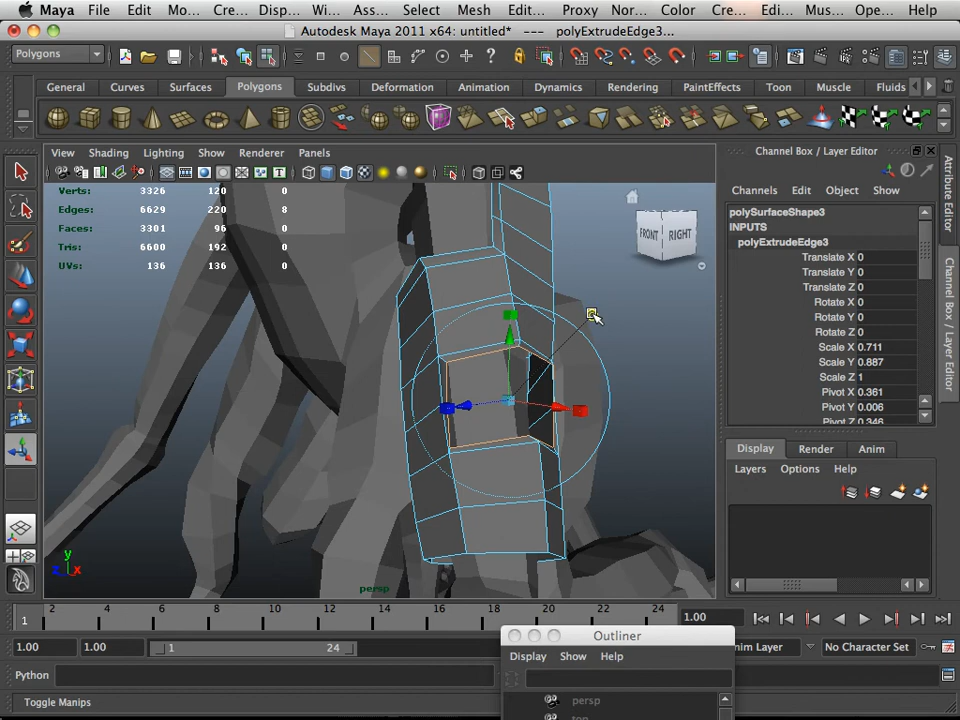 Maya File Edit Mo... Cre... Disp... Wi... Ass... Select Mesh Edit... Proxy Nor... Color Cre... Edi... Mus... Ope... Help
Autodesk Maya 2011 x64: untitled* --- polyExtrudeEdge3...
Polygons
General Curves Surfaces Polygons Subdivs Deformation Animation Dynamics Rendering PaintEffects Toon Muscle Fluids
View Shading Lighting Show Renderer Panels
Channel Box / Layer Editor
Channels Edit Object Show
Verts: 3326 120 0
Edges: 6629 220 8
Faces: 3301 96 0
Tris: 6600 192 0
UVs: 136 136 0
FRONT RIGHT
polySurfaceShape3
INPUTS
polyExtrudeEdge3
Translate X 0
Translate Y 0
Translate Z 0
Rotate X 0
Rotate Y 0
Rotate Z 0
Scale X 0.711
Scale Y 0.887
Scale Z 1
Pivot X 0.361
Pivot Y 0.006
Pivot Z 0.346
Attribute Editor
Channel Box / Layer Editor
Display Render Anim
Layers Options Help
y
z x
persp
1 2 4 6 8 10 12 14 16 18 20 22 24 1.00
1.00 1.00 1 24 nim Layer No Character Set
Outliner
Display Show Help
persp
top
Python
Toggle Manips